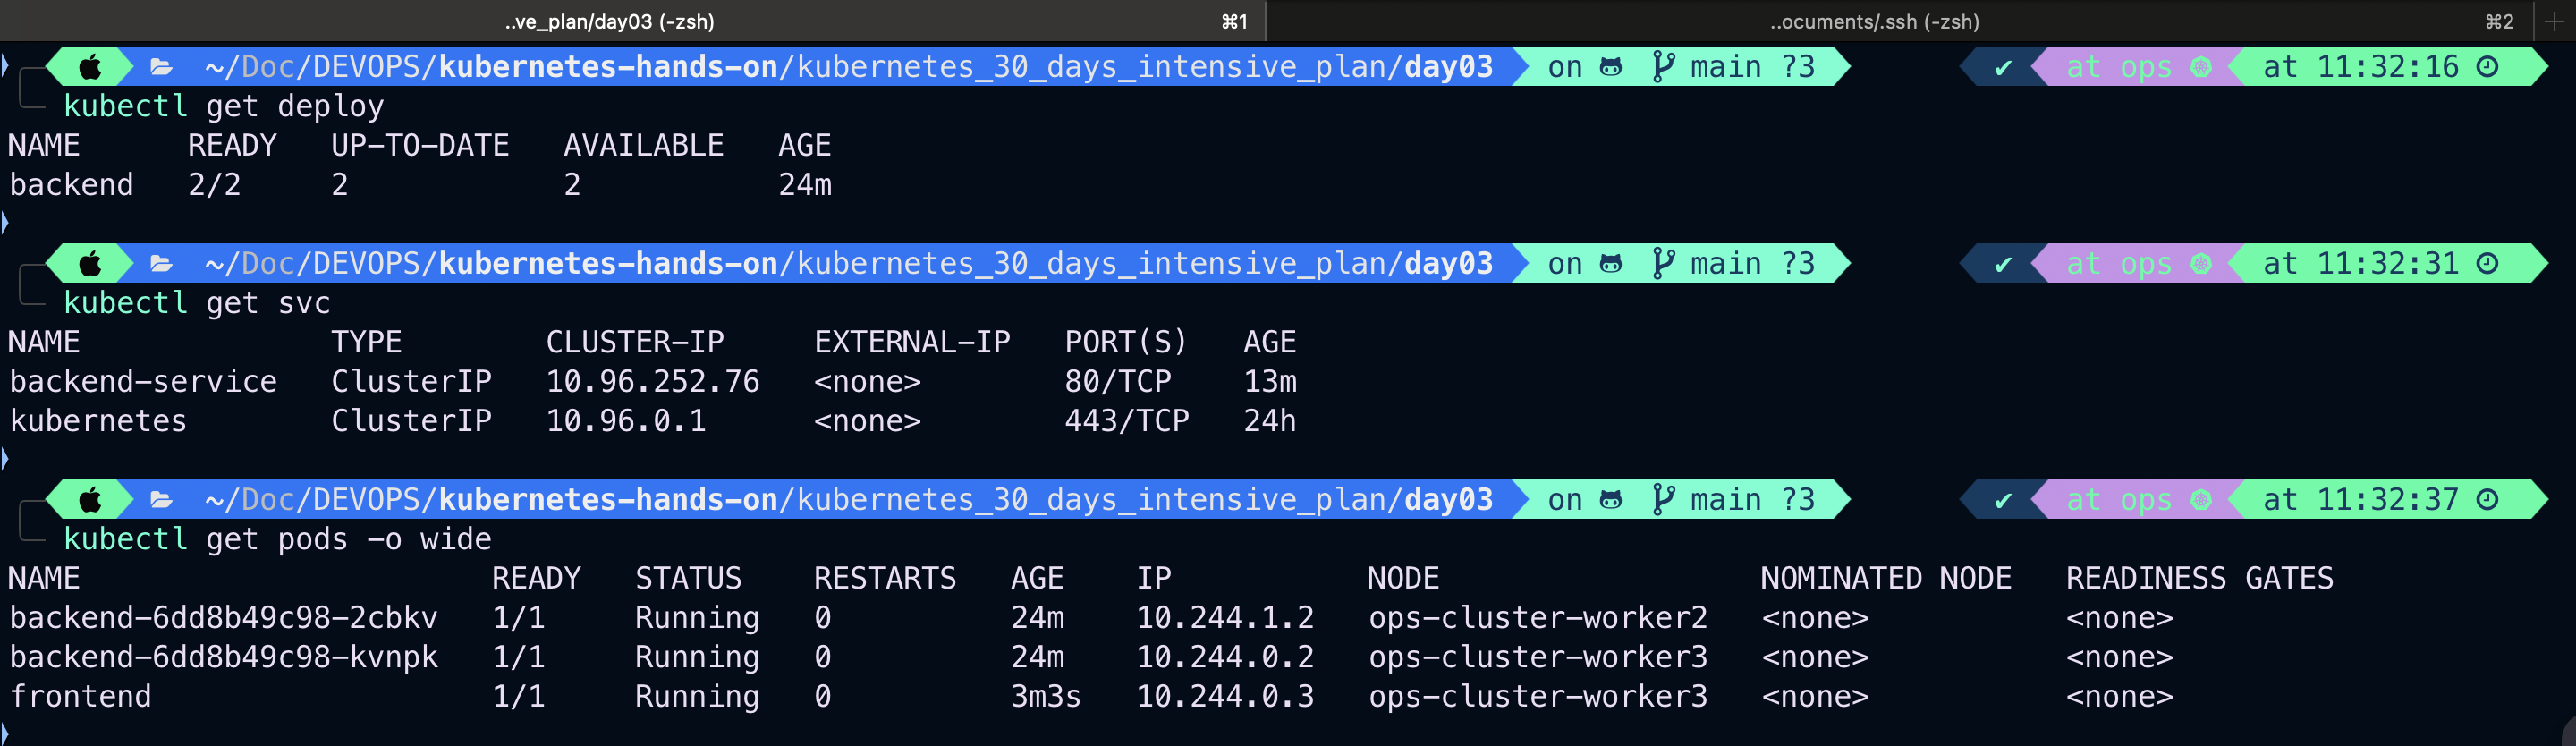 ..ve_plan/day03 (-zsh) ⌘1 ..ocuments/.ssh (-zsh) ⌘2 +
~/Doc/DEVOPS/kubernetes-hands-on/kubernetes_30_days_intensive_plan/day03 on main ?3 ✔ at ops at 11:32:16
kubectl get deploy
NAME READY UP-TO-DATE AVAILABLE AGE
backend 2/2 2 2 24m
~/Doc/DEVOPS/kubernetes-hands-on/kubernetes_30_days_intensive_plan/day03 on main ?3 ✔ at ops at 11:32:31
kubectl get svc
NAME TYPE CLUSTER-IP EXTERNAL-IP PORT(S) AGE
backend-service ClusterIP 10.96.252.76 <none> 80/TCP 13m
kubernetes ClusterIP 10.96.0.1 <none> 443/TCP 24h
~/Doc/DEVOPS/kubernetes-hands-on/kubernetes_30_days_intensive_plan/day03 on main ?3 ✔ at ops at 11:32:37
kubectl get pods -o wide
NAME READY STATUS RESTARTS AGE IP NODE NOMINATED NODE READINESS GATES
backend-6dd8b49c98-2cbkv 1/1 Running 0 24m 10.244.1.2 ops-cluster-worker2 <none> <none>
backend-6dd8b49c98-kvnpk 1/1 Running 0 24m 10.244.0.2 ops-cluster-worker3 <none> <none>
frontend 1/1 Running 0 3m3s 10.244.0.3 ops-cluster-worker3 <none> <none>